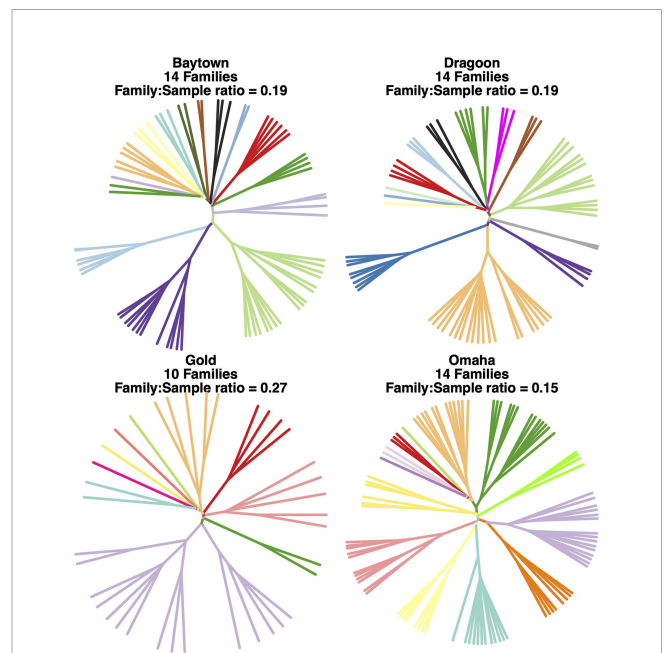 Baytown
14 Families
Family:Sample ratio = 0.19
Dragoon
14 Families
Family:Sample ratio = 0.19
Gold
10 Families
Family:Sample ratio = 0.27
Omaha
14 Families
Family:Sample ratio = 0.15